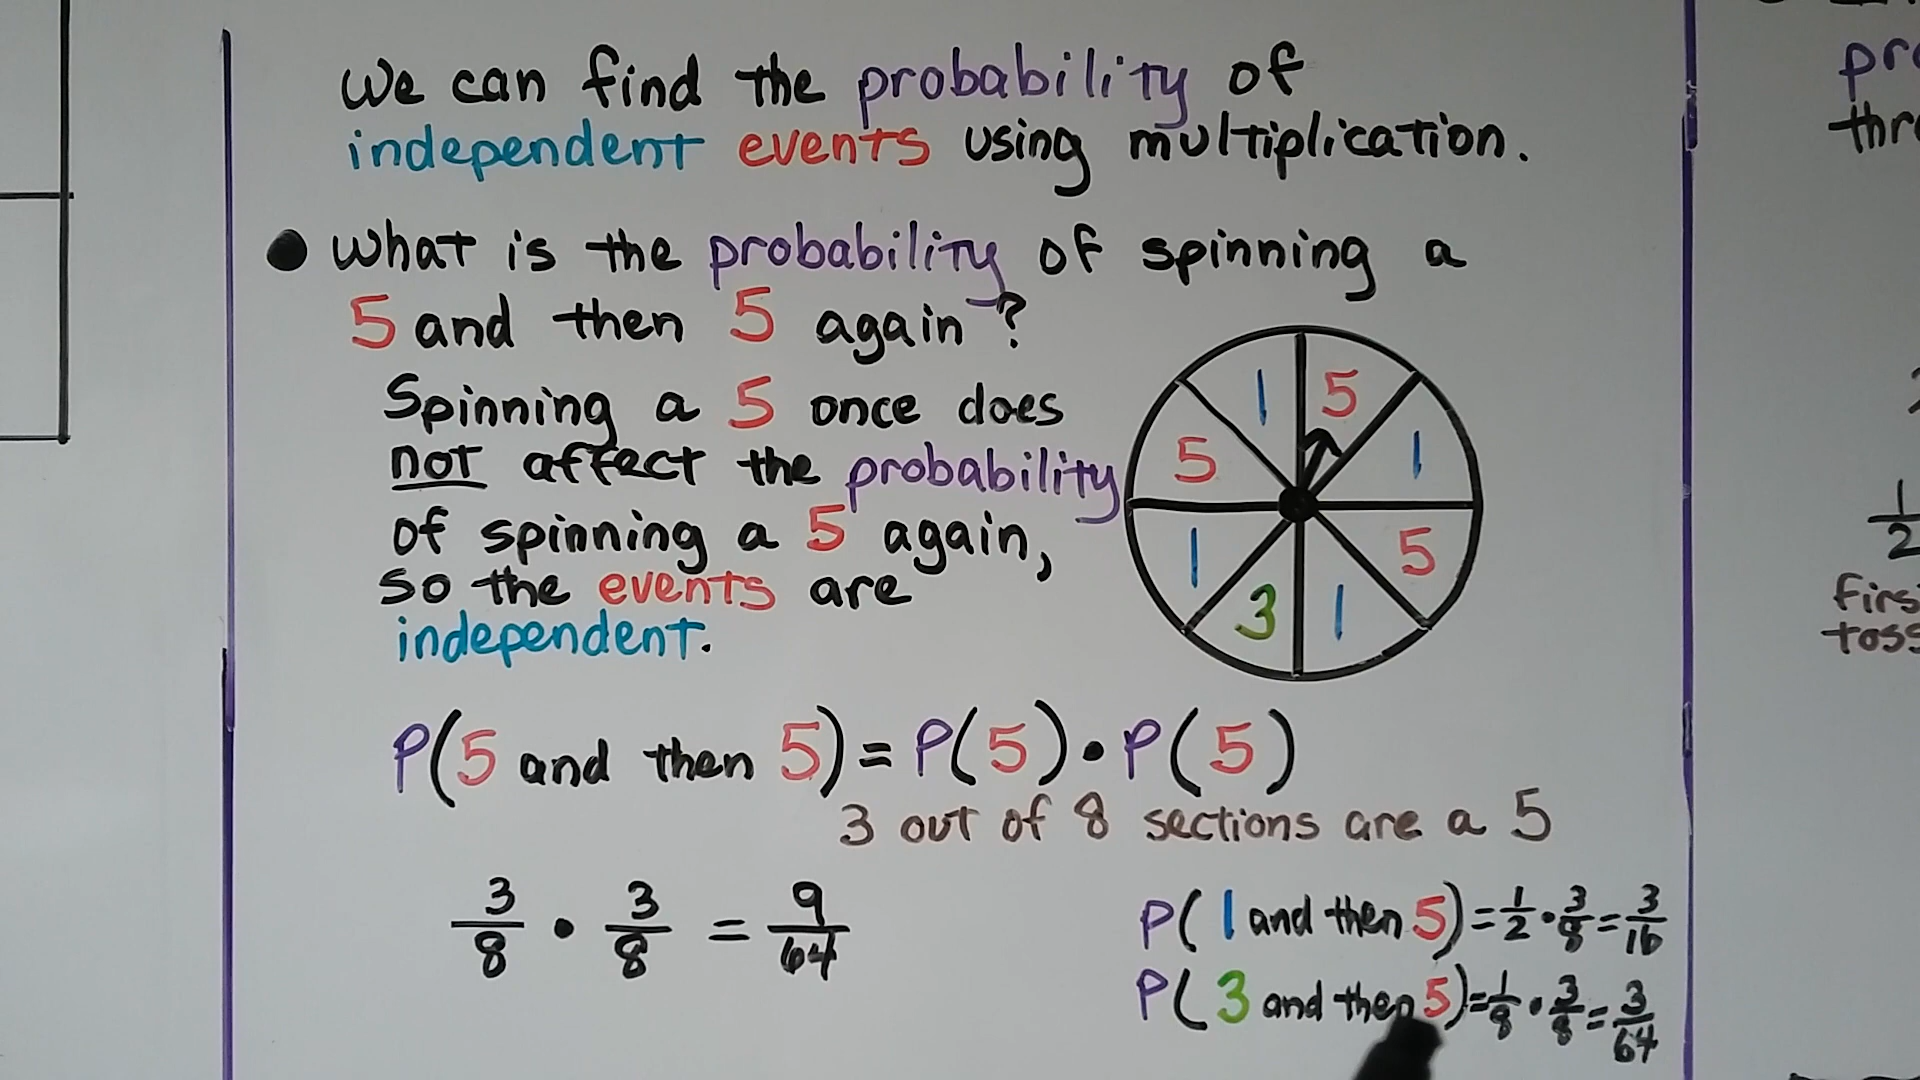 We can find the probability of
independent events using multiplication.
What is the probability of spinning a
5 and then 5 again?
Spinning a 5 once does
not affect the probability
of spinning a 5 again,
so the events are
independent.
1 5
5 1
1 5
3 1
P(5 and then 5) = P(5) • P(5)
3 out of 8 sections are a 5
3/8 • 3/8 = 9/64
P(1 and then 5) = 1/2 • 3/8 = 3/16
P(3 and then 5) = 1/8 • 3/8 = 3/64
1/2
toss